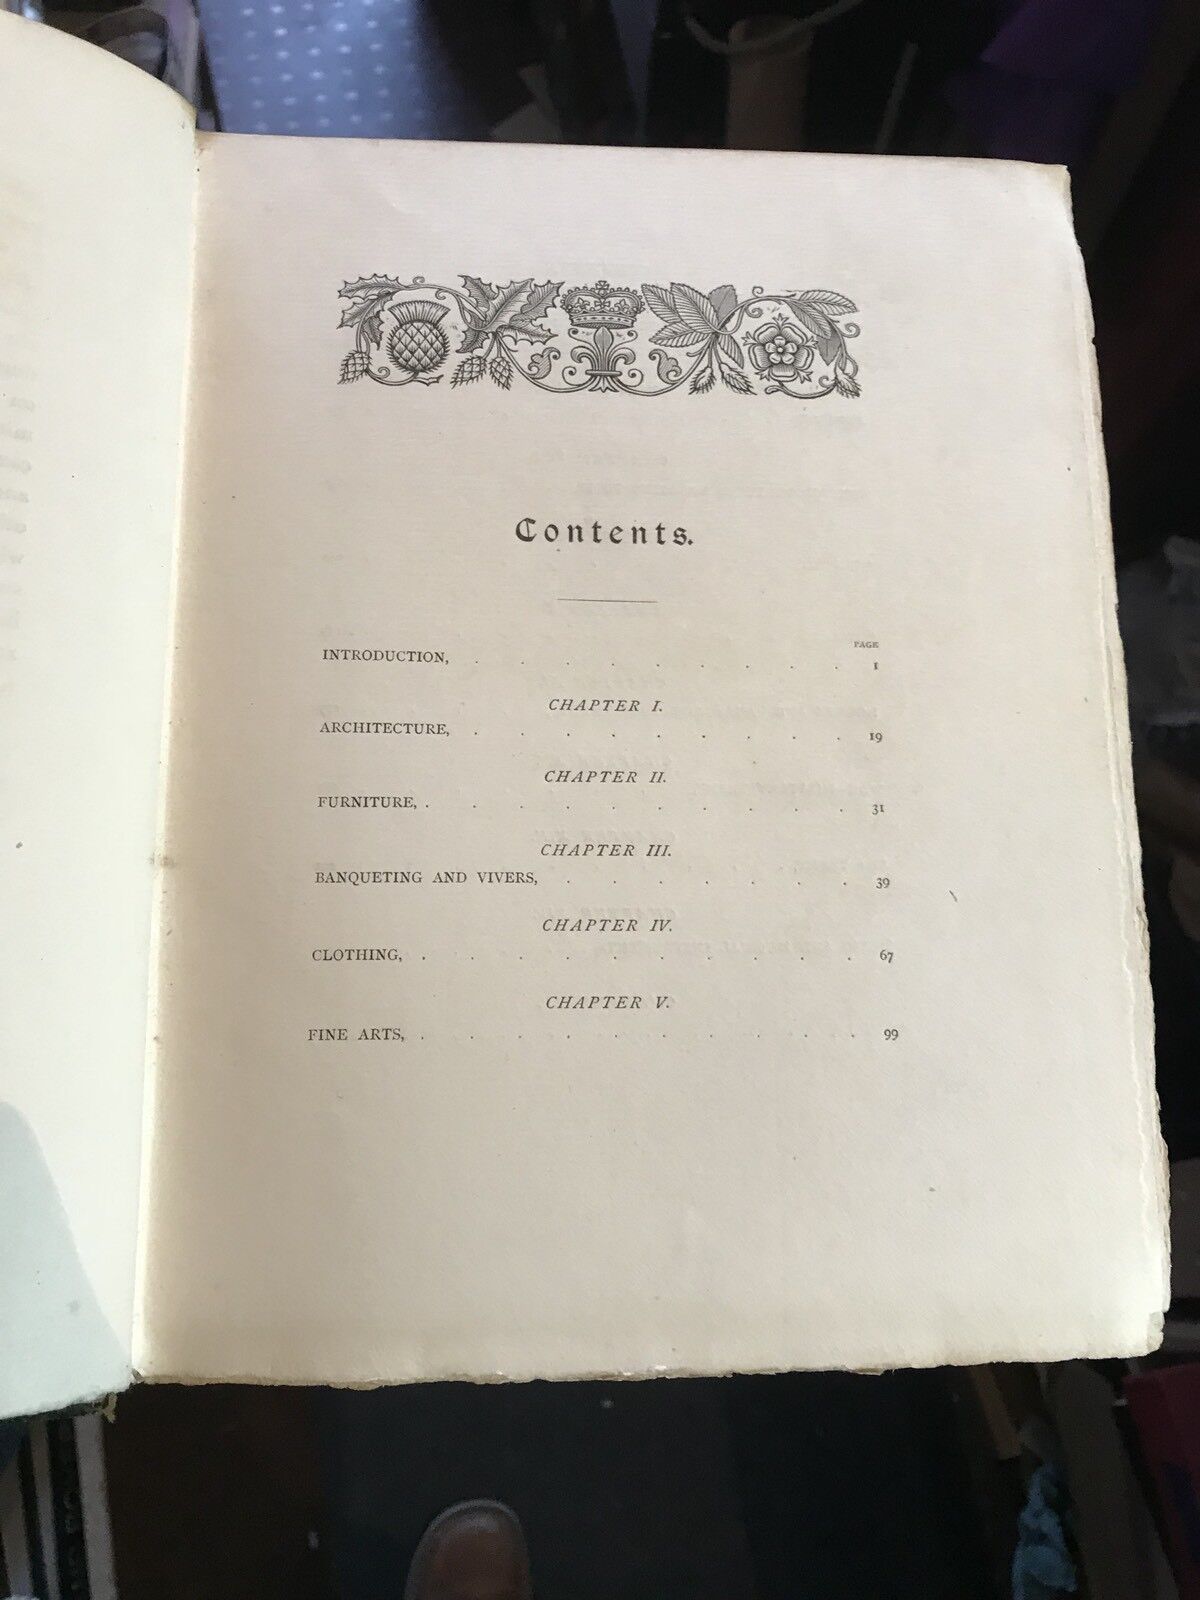 Contents.
PAGE
INTRODUCTION, . . . . . . . . . 1
CHAPTER I.
ARCHITECTURE, . . . . . . . . . 19
CHAPTER II.
FURNITURE, . . . . . . . . . . 31
CHAPTER III.
BANQUETING AND VIVERS, . . . . . . . 39
CHAPTER IV.
CLOTHING, . . . . . . . . . . 67
CHAPTER V.
FINE ARTS, . . . . . . . . . . 99